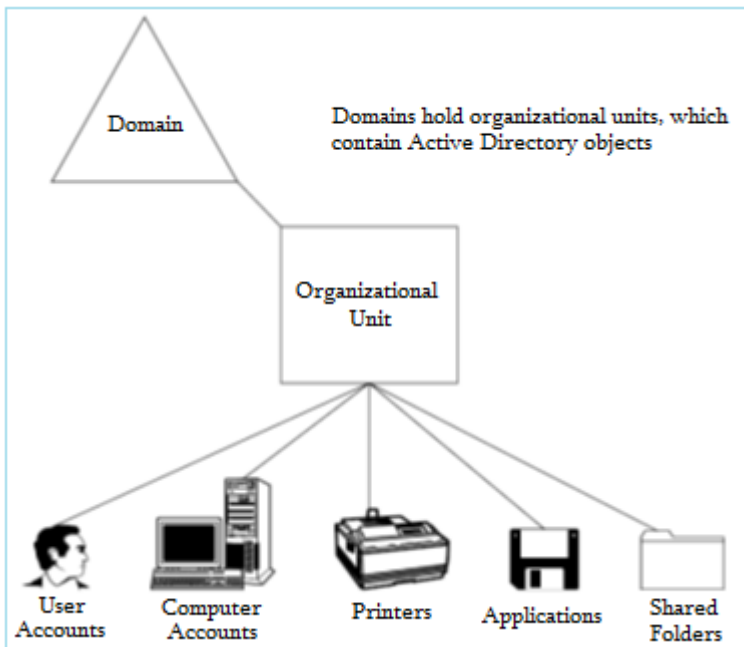 Domain
Domains hold organizational units, which
contain Active Directory objects
Organizational
Unit
User
Accounts
Computer
Accounts
Printers
Applications
Shared
Folders